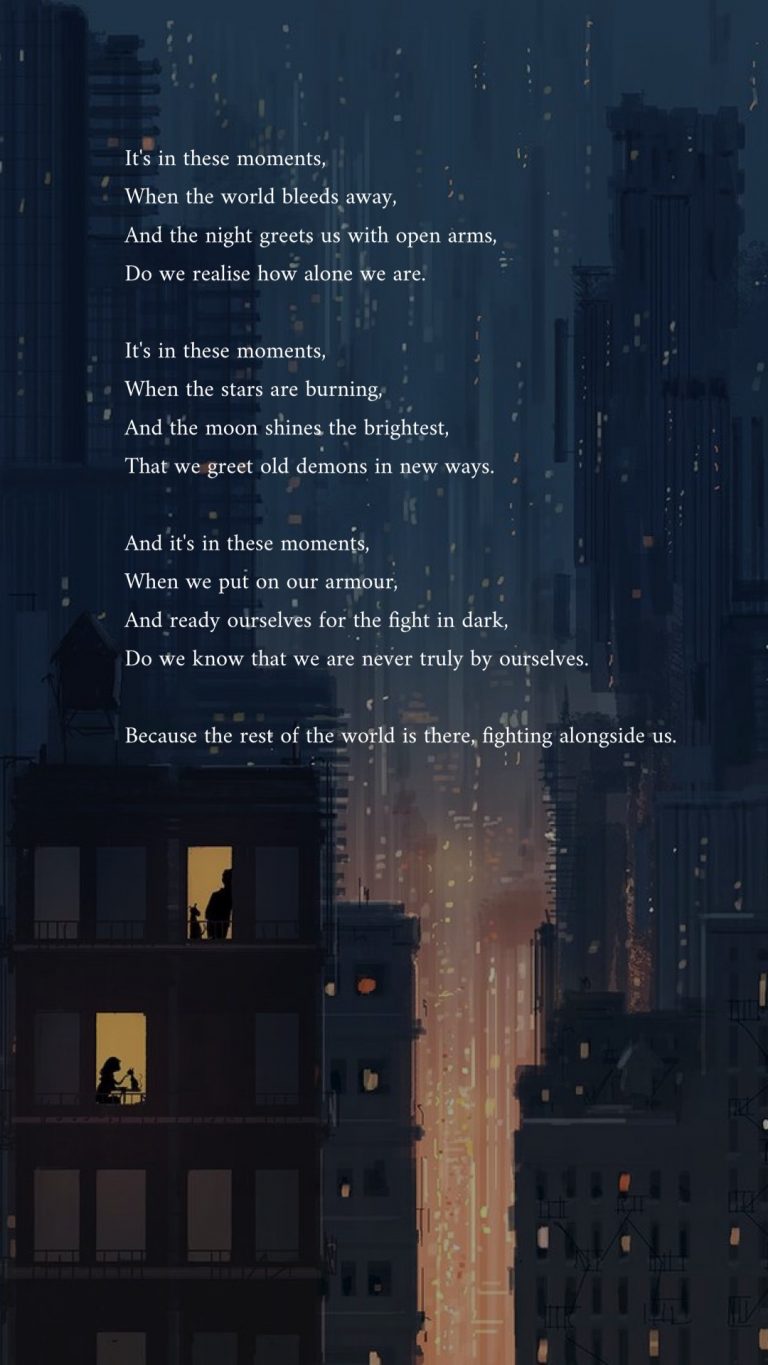 It's in these moments,
When the world bleeds away,
And the night greets us with open arms,
Do we realise how alone we are.
It's in these moments,
When the stars are burning,
And the moon shines the brightest,
That we greet old demons in new ways.
And it's in these moments,
When we put on our armour,
And ready ourselves for the fight in dark,
Do we know that we are never truly by ourselves.
Because the rest of the world is there, fighting alongside us.